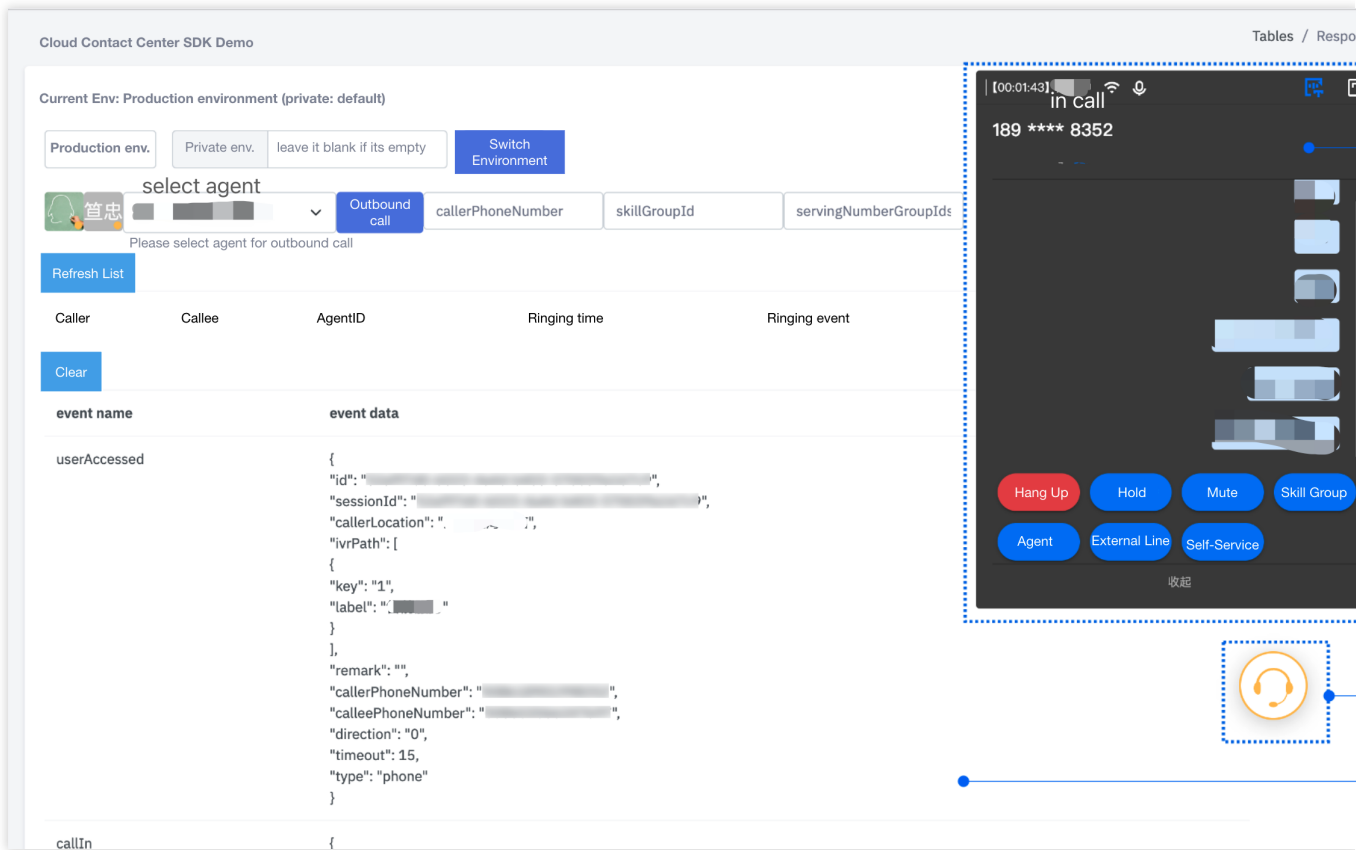 Cloud Contact Center SDK Demo
Tables / Respo
Current Env: Production environment (private: default)
Production env.
Private env.
leave it blank if its empty
Switch
Environment
笪忠
select agent
Outbound
call
callerPhoneNumber
skillGroupId
servingNumberGroupIds
Please select agent for outbound call
Refresh List
Caller
Callee
AgentID
Ringing time
Ringing event
Clear
event name
event data
userAccessed
{
"id": "",
"sessionId": "9",
"callerLocation": "",
"ivrPath": [
{
"key": "1",
"label": ""
}
],
"remark": "",
"callerPhoneNumber": "",
"calleePhoneNumber": "",
"direction": "0",
"timeout": 15,
"type": "phone"
}
callIn
{
【00:01:43】
in call
189 **** 8352
Hang Up
Hold
Mute
Skill Group
Agent
External Line
Self-Service
收起